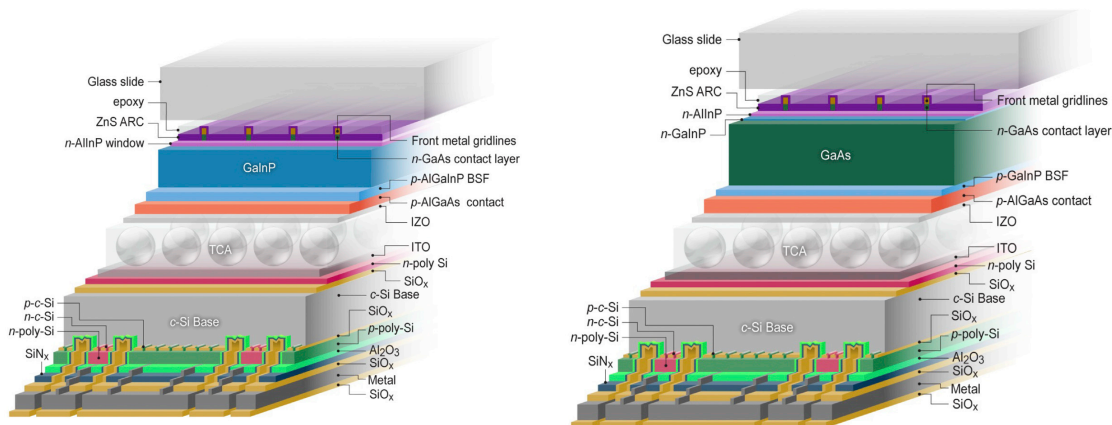 Glass slide
epoxy
ZnS ARC
n-AlInP window
Front metal gridlines
n-GaAs contact layer
GaInP
p-AlGaInP BSF
p-AlGaAs contact
IZO
TCA
ITO
n-poly Si
SiOx
c-Si Base
p-c-Si
n-c-Si
n-poly-Si
SiNx
c-Si Base
SiOx
p-poly-Si
Al2O3
SiOx
Metal
SiOx
Glass slide
epoxy
ZnS ARC
n-AlInP
n-GaInP
Front metal gridlines
n-GaAs contact layer
GaAs
p-GaInP BSF
p-AlGaAs contact
IZO
TCA
ITO
n-poly Si
SiOx
c-Si Base
p-c-Si
n-c-Si
n-poly-Si
SiNx
c-Si Base
SiOx
p-poly-Si
Al2O3
SiOx
Metal
SiOx